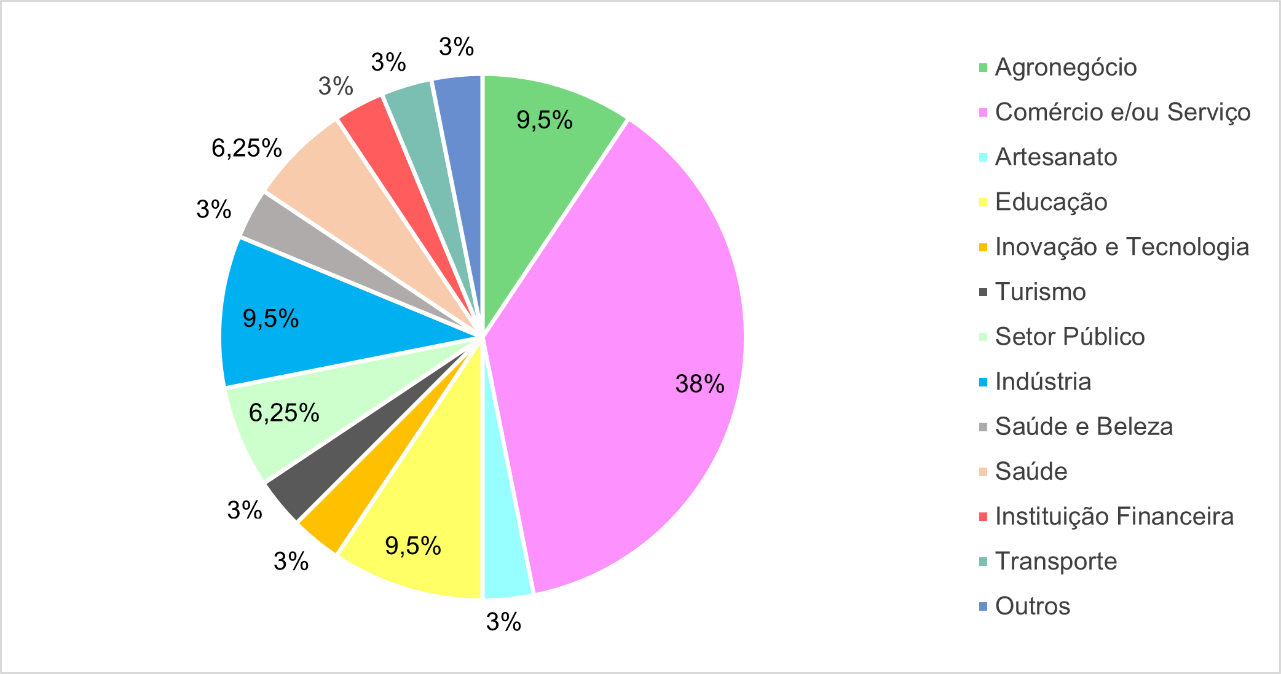 3%
3%
3%
9,5%
6,25%
3%
9,5%
38%
6,25%
3%
9,5%
3%
3%
Agronegócio
Comércio e/ou Serviço
Artesanato
Educação
Inovação e Tecnologia
Turismo
Setor Público
Indústria
Saúde e Beleza
Saúde
Instituição Financeira
Transporte
Outros